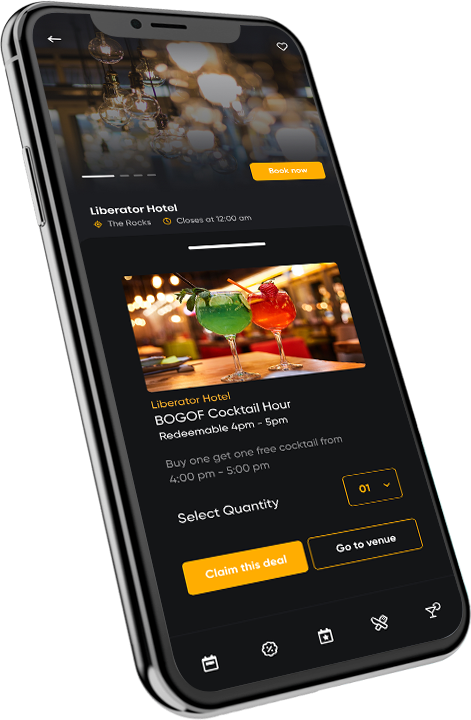 Book now
Liberator Hotel
The Rocks Closes at 12:00 am
Liberator Hotel
BOGOF Cocktail Hour
Redeemable 4pm - 5pm
Buy one get one free cocktail from
4:00 pm - 5:00 pm
Select Quantity
01
Claim this deal
Go to venue